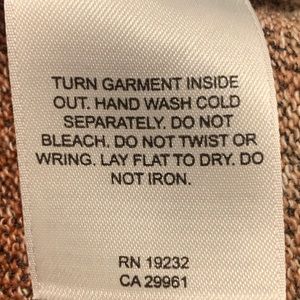 TURN GARMENT INSIDE
OUT. HAND WASH COLD
SEPARATELY. DO NOT
BLEACH. DO NOT TWIST OR
WRING. LAY FLAT TO DRY. DO
NOT IRON.
RN 19232
CA 29961